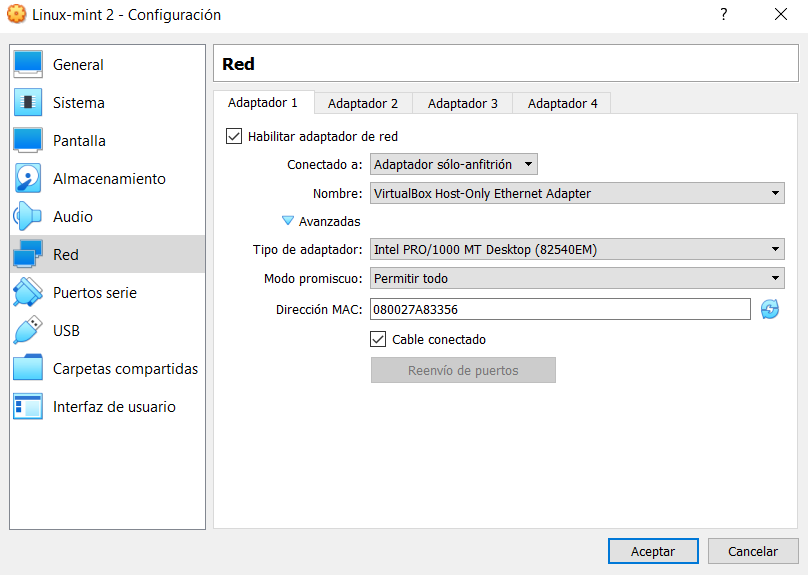 Linux-mint 2 - Configuración
?
General
Sistema
Pantalla
Almacenamiento
Audio
Red
Puertos serie
USB
Carpetas compartidas
Interfaz de usuario
Red
Adaptador 1 Adaptador 2 Adaptador 3 Adaptador 4
Habilitar adaptador de red
Conectado a: Adaptador sólo-anfitrión
Nombre: VirtualBox Host-Only Ethernet Adapter
Avanzadas
Tipo de adaptador: Intel PRO/1000 MT Desktop (82540EM)
Modo promiscuo: Permitir todo
Dirección MAC: 080027A83356
Cable conectado
Reenvío de puertos
Aceptar Cancelar